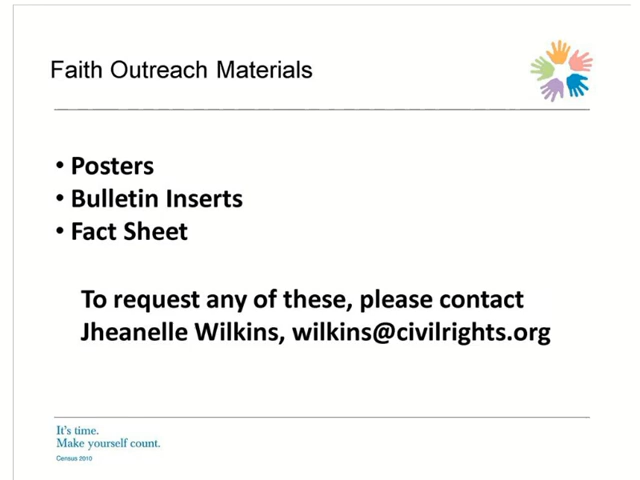 Faith Outreach Materials
• Posters
• Bulletin Inserts
• Fact Sheet
To request any of these, please contact
Jheanelle Wilkins, wilkins@civilrights.org
It's time.
Make yourself count.
Census 2010